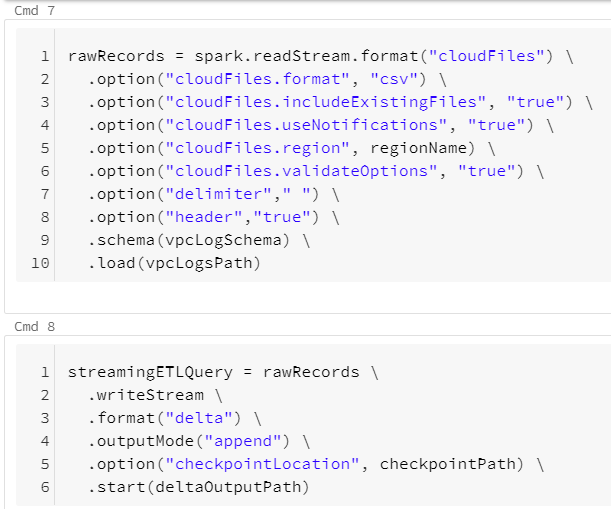 Cmd 7
1 rawRecords = spark.readStream.format("cloudFiles") \
2 .option("cloudFiles.format", "csv") \
3 .option("cloudFiles.includeExistingFiles", "true") \
4 .option("cloudFiles.useNotifications", "true") \
5 .option("cloudFiles.region", regionName) \
6 .option("cloudFiles.validateOptions", "true") \
7 .option("delimiter"," ") \
8 .option("header","true") \
9 .schema(vpcLogSchema) \
10 .load(vpcLogsPath)
Cmd 8
1 streamingETLQuery = rawRecords \
2 .writeStream \
3 .format("delta") \
4 .outputMode("append") \
5 .option("checkpointLocation", checkpointPath) \
6 .start(deltaOutputPath)